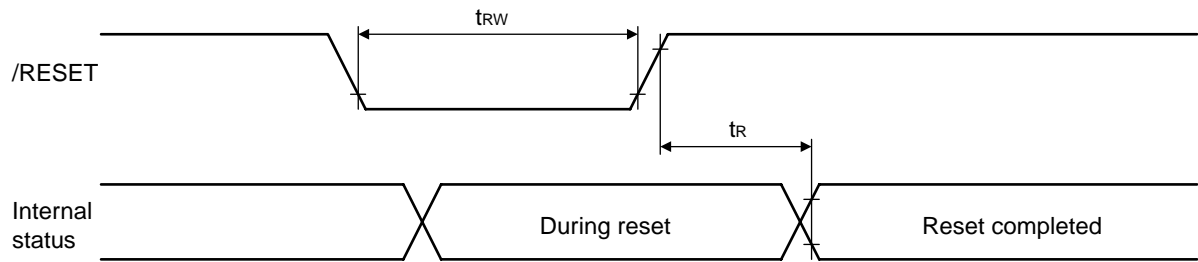 tRW
/RESET
tR
Internal
status
During reset
Reset completed